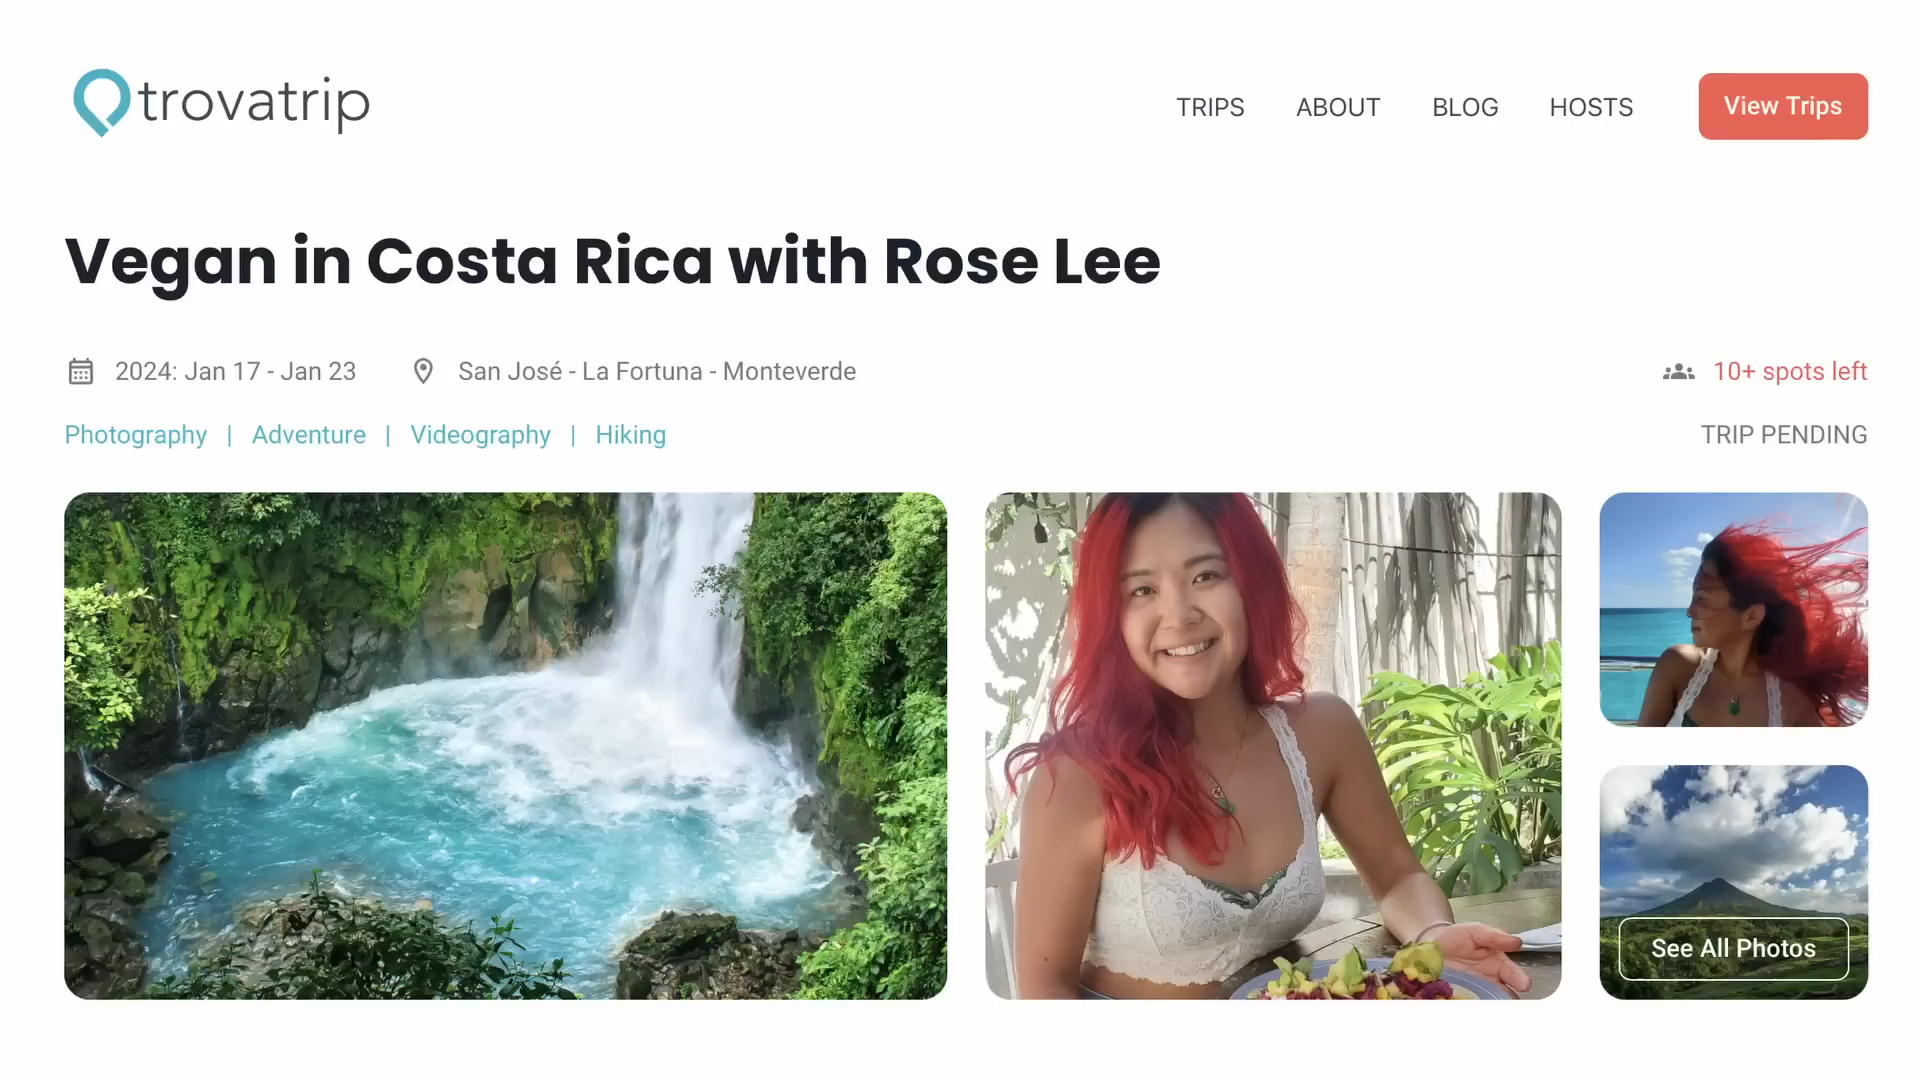 trovatrip
TRIPS ABOUT BLOG HOSTS View Trips
Vegan in Costa Rica with Rose Lee
2024: Jan 17 - Jan 23 San José - La Fortuna - Monteverde 10+ spots left
Photography | Adventure | Videography | Hiking TRIP PENDING
See All Photos